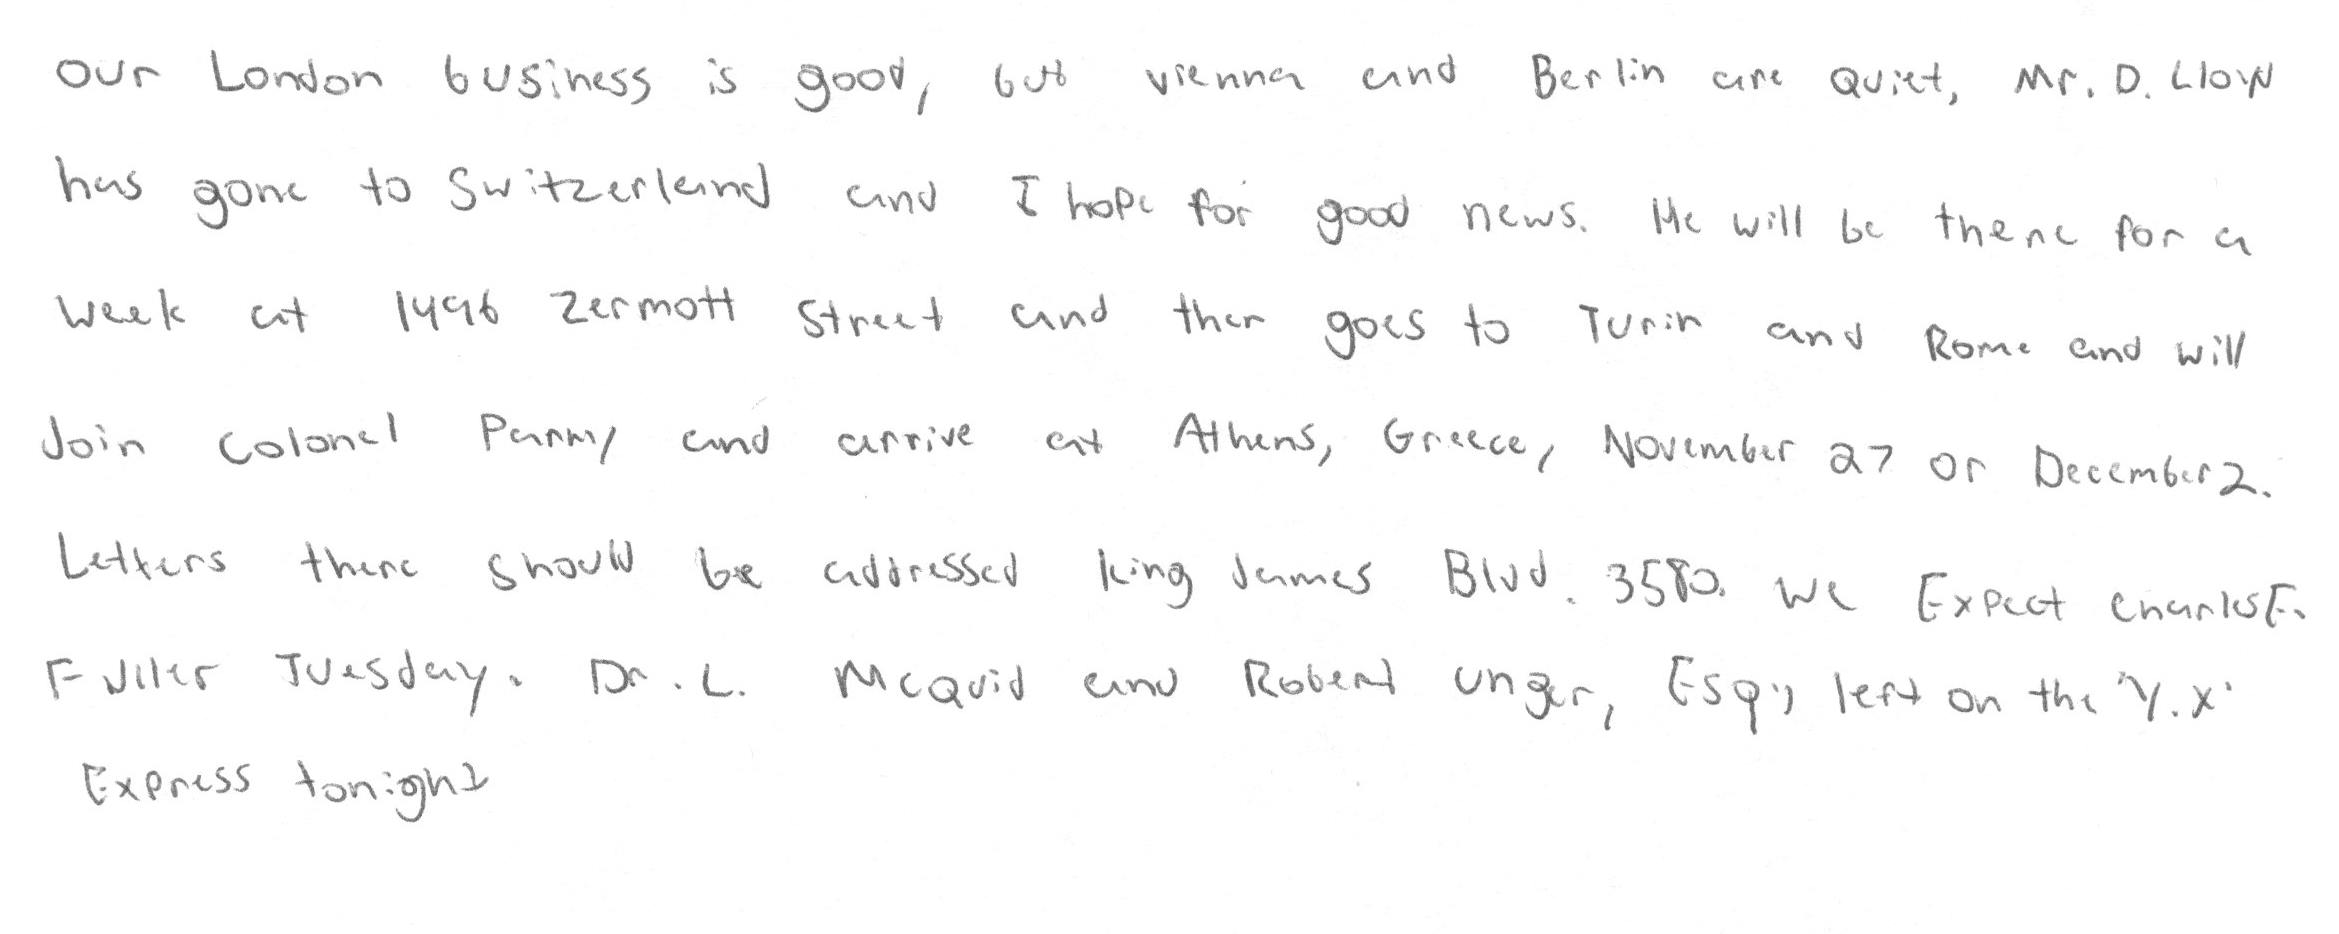 our London business is good, but vienna and Berlin are quiet, Mr. D. Lloyd
has gone to Switzerland and I hope for good news. He will be there for a
week at 1496 Zermott Street and then goes to Turin and Rome and will
Join colonel Parry and arrive at Athens, Greece, November 27 or December 2.
Letters there should be addressed king James Blvd. 3580. we Expect charles E.
Fuller Tuesday. Dr. L. McQuid and Robert unger, Esq., left on the "Y.X"
Express tonight